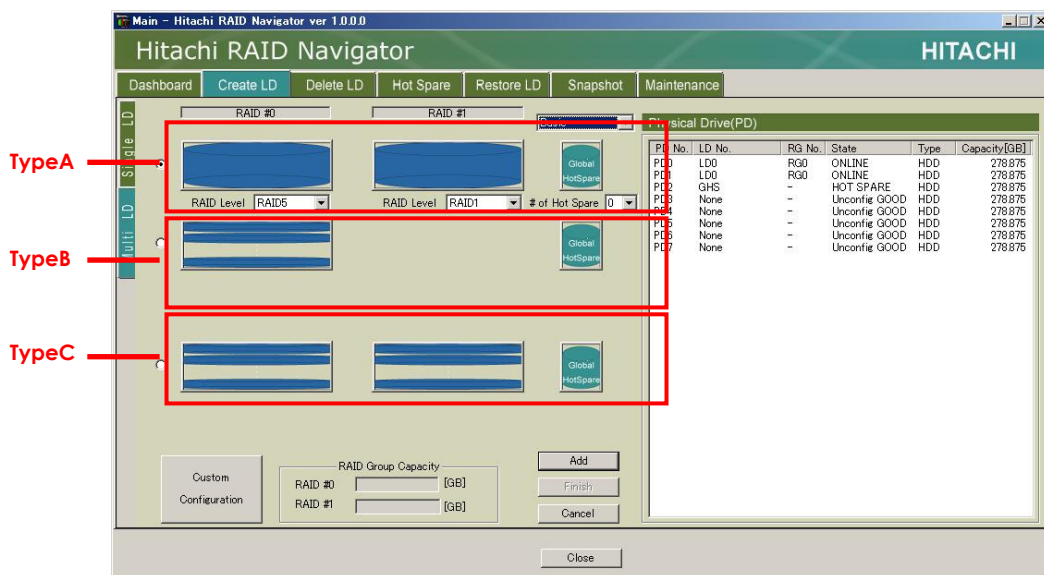 Main - Hitachi RAID Navigator ver 1.0.0.0
Hitachi RAID Navigator
HITACHI
Dashboard Create LD Delete LD Hot Spare Restore LD Snapshot Maintenance
Single LD
Multi LD
RAID #0 RAID #1
Basic
TypeA
Global
HotSpare
RAID Level RAID5 RAID Level RAID1 # of Hot Spare 0
TypeB
Global
HotSpare
TypeC
Global
HotSpare
Custom
Configuration
RAID Group Capacity
RAID #0 [GB]
RAID #1 [GB]
Add
Finish
Cancel
Physical Drive(PD)
PD No. LD No. RG No. State Type Capacity[GB]
PD0 LD0 RG0 ONLINE HDD 278.875
PD1 LD0 RG0 ONLINE HDD 278.875
PD2 GHS - HOT SPARE HDD 278.875
PD3 None - Unconfig GOOD HDD 278.875
PD4 None - Unconfig GOOD HDD 278.875
PD5 None - Unconfig GOOD HDD 278.875
PD6 None - Unconfig GOOD HDD 278.875
PD7 None - Unconfig GOOD HDD 278.875
Close